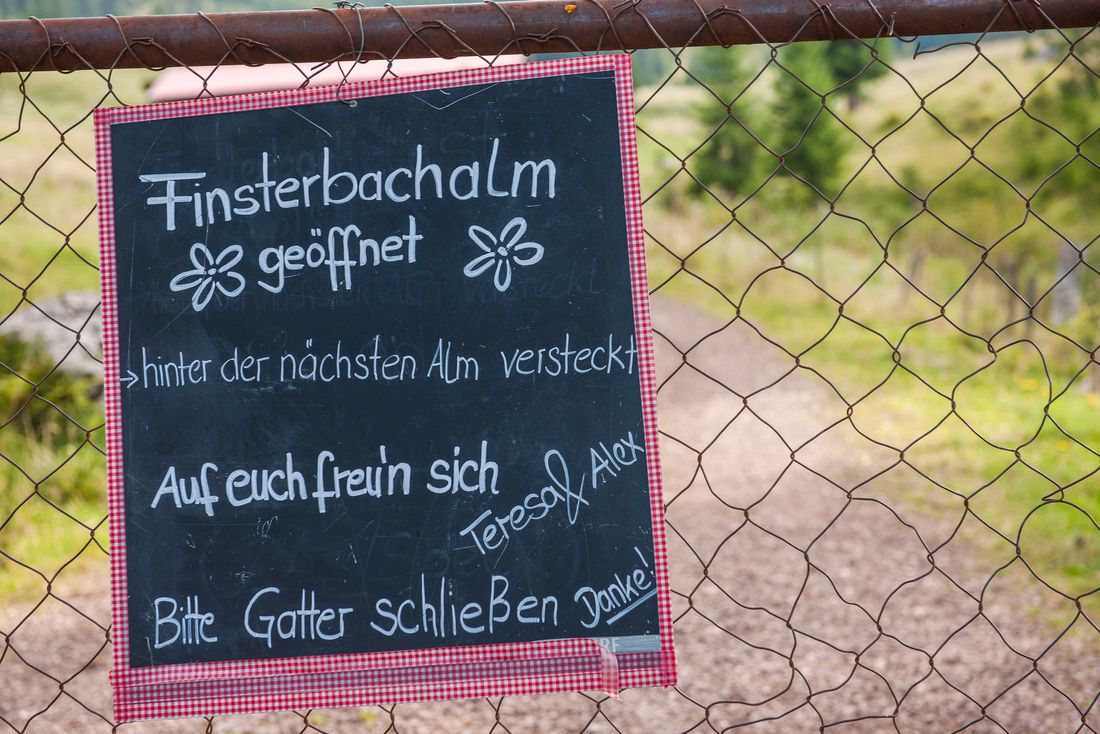 Finsterbachalm
geöffnet
→hinter der nächsten Alm versteckt
Auf euch freu'n sich
Teresa & Alex
Bitte Gatter schließen Danke!